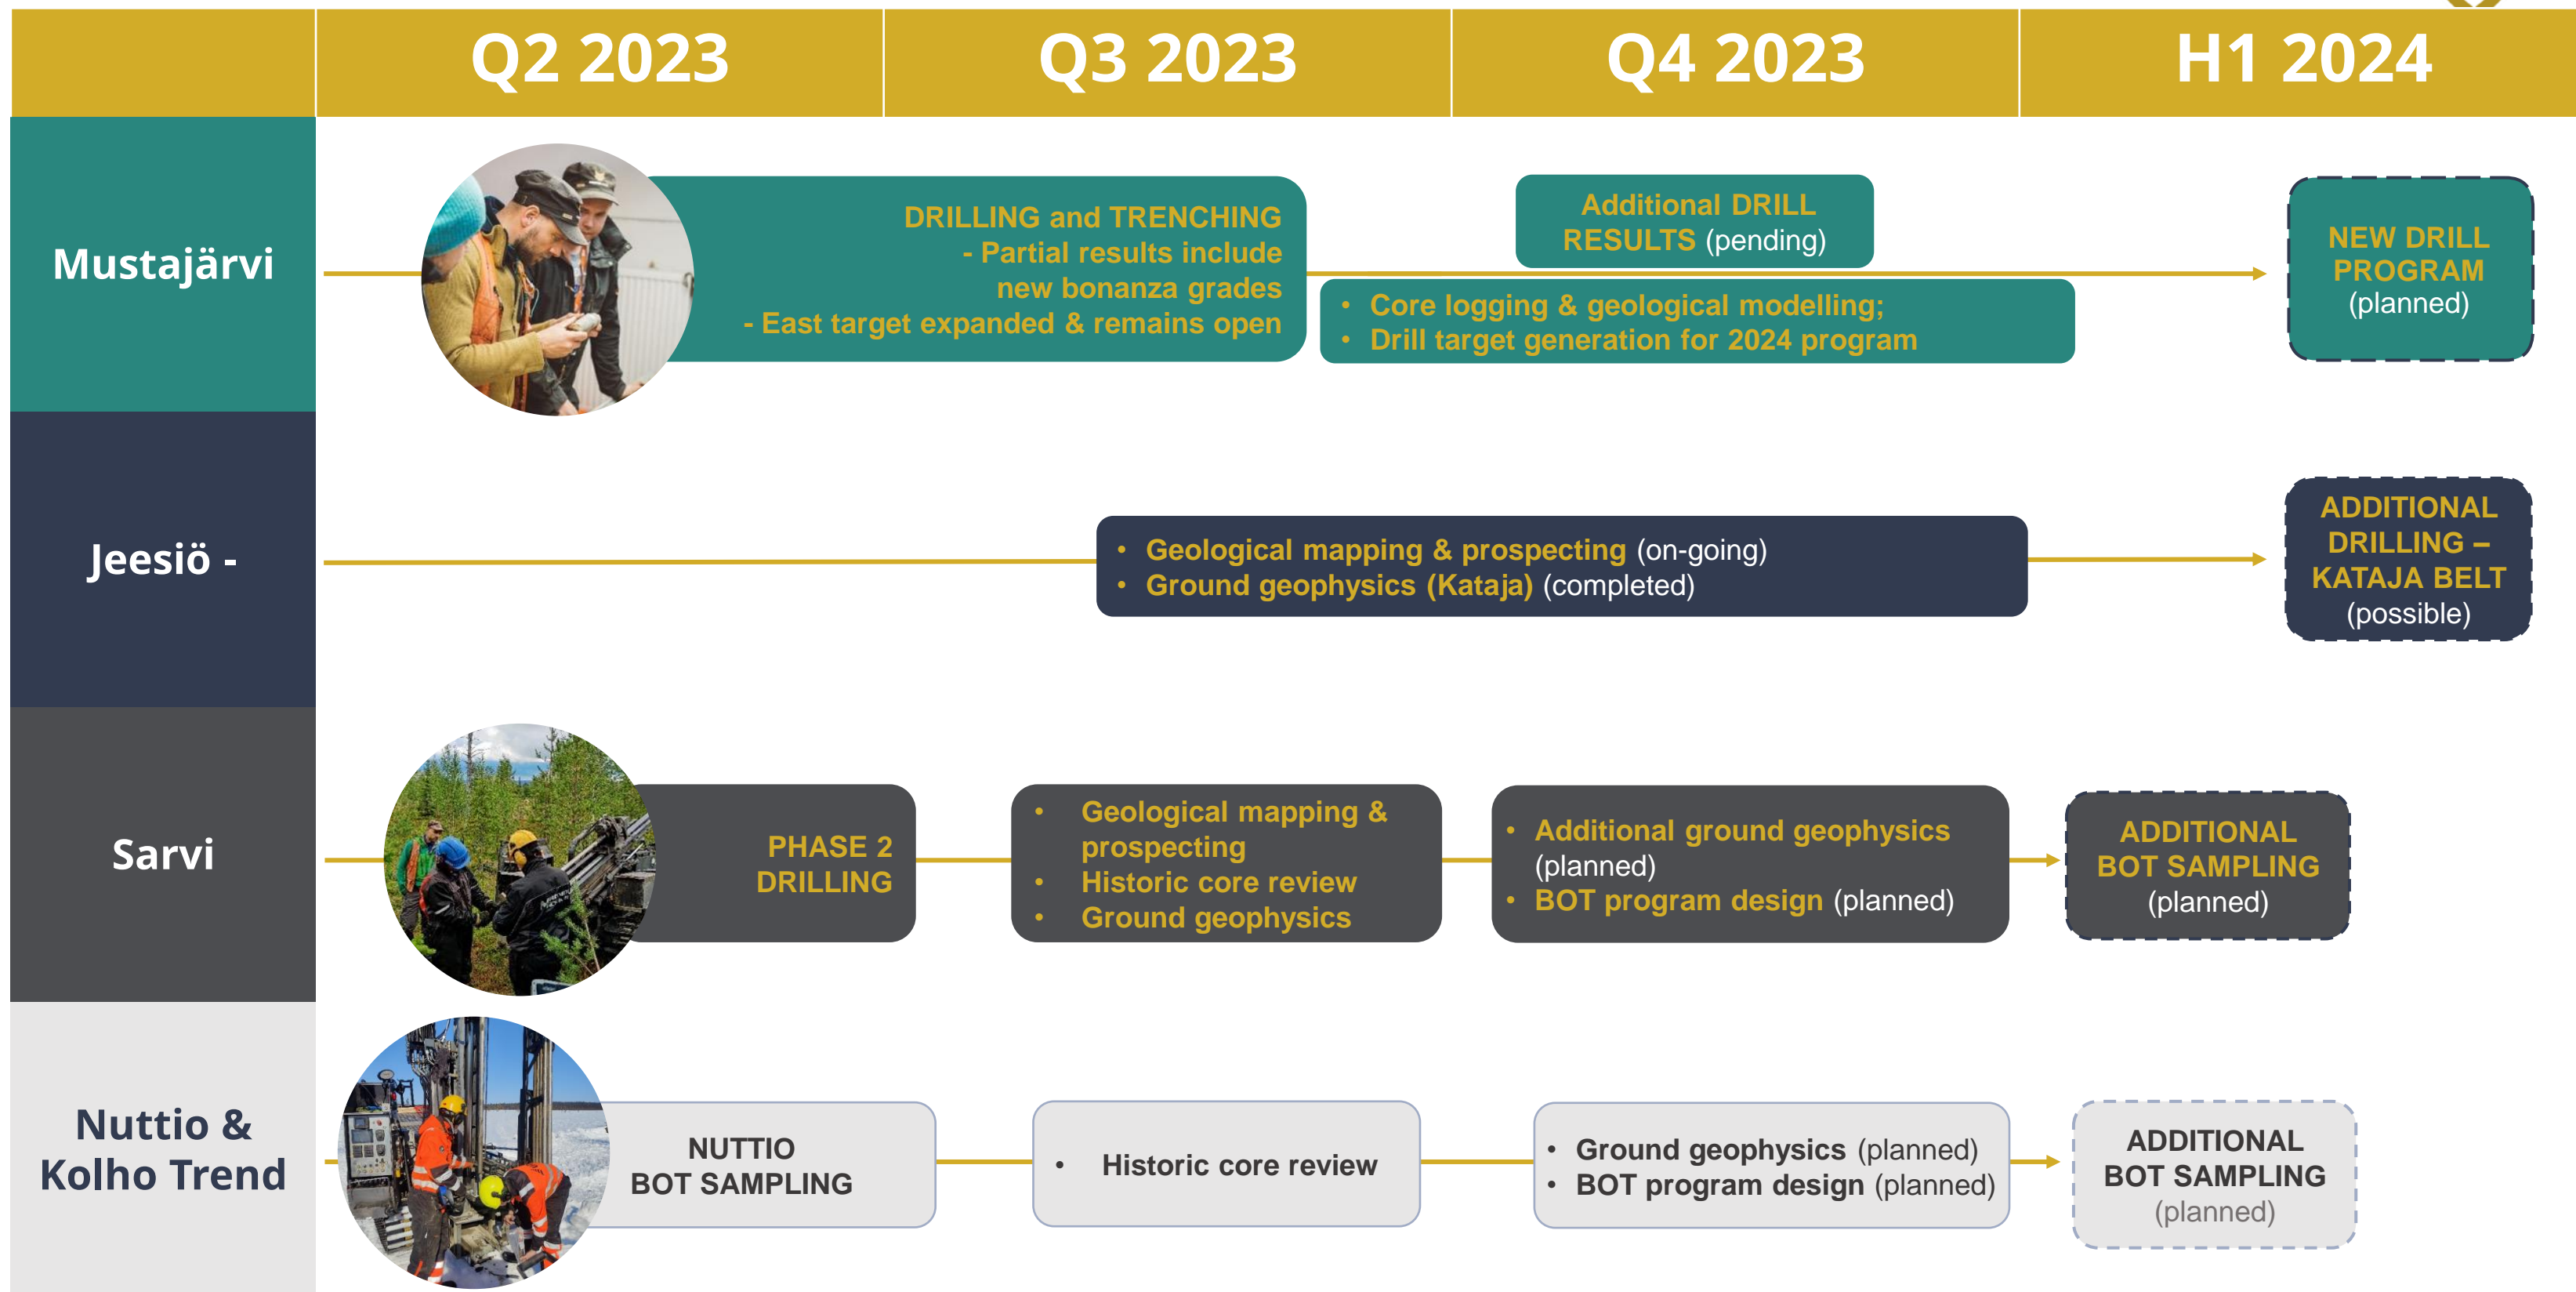 Q2 2023
Q3 2023
Q4 2023
H1 2024
Mustajärvi
DRILLING and TRENCHING
- Partial results include
new bonanza grades
- East target expanded & remains open
Additional DRILL
RESULTS (pending)
• Core logging & geological modelling;
• Drill target generation for 2024 program
NEW DRILL
PROGRAM
(planned)
Jeesiö -
• Geological mapping & prospecting (on-going)
• Ground geophysics (Kataja) (completed)
ADDITIONAL
DRILLING –
KATAJA BELT
(possible)
Sarvi
PHASE 2
DRILLING
• Geological mapping &
prospecting
• Historic core review
• Ground geophysics
• Additional ground geophysics
(planned)
• BOT program design (planned)
ADDITIONAL
BOT SAMPLING
(planned)
Nuttio &
Kolho Trend
NUTTIO
BOT SAMPLING
• Historic core review
• Ground geophysics (planned)
• BOT program design (planned)
ADDITIONAL
BOT SAMPLING
(planned)